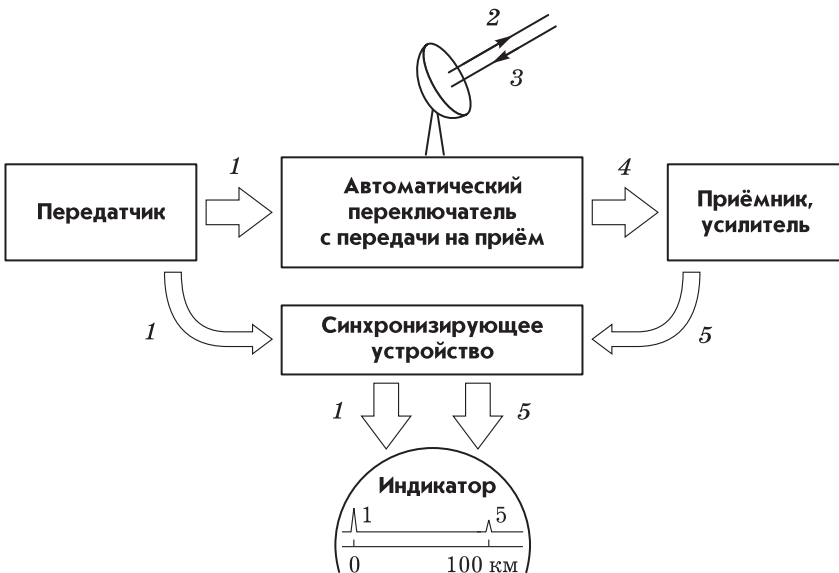 2
3
1
4
Передатчик
Автоматический
переключатель
с передачи на приём
Приёмник,
усилитель
1
5
Синхронизирующее
устройство
1
5
Индикатор
1
5
0
100 км